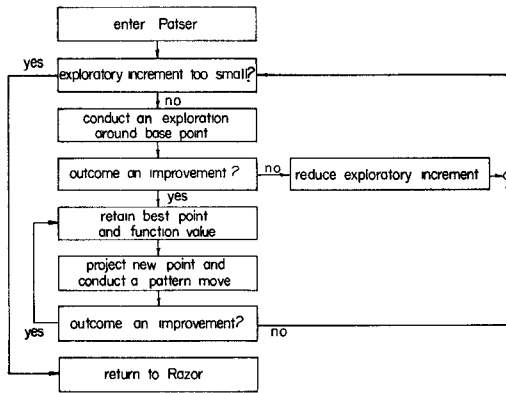 enter Patser
yes
exploratory increment too small?
no
conduct an exploration
around base point
outcome an improvement?
no
reduce exploratory increment
yes
retain best point
and function value
project new point and
conduct a pattern move
outcome an improvement?
yes
no
return to Razor